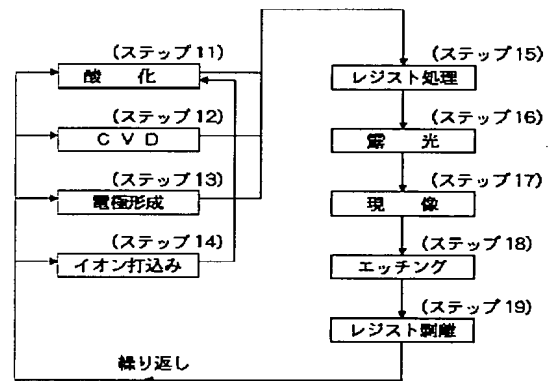 (ステップ11)
酸 化
(ステップ12)
C V D
(ステップ13)
電極形成
(ステップ14)
イオン打込み
(ステップ15)
レジスト処理
(ステップ16)
露 光
(ステップ17)
現 像
(ステップ18)
エッチング
(ステップ19)
レジスト剥離
繰り返し